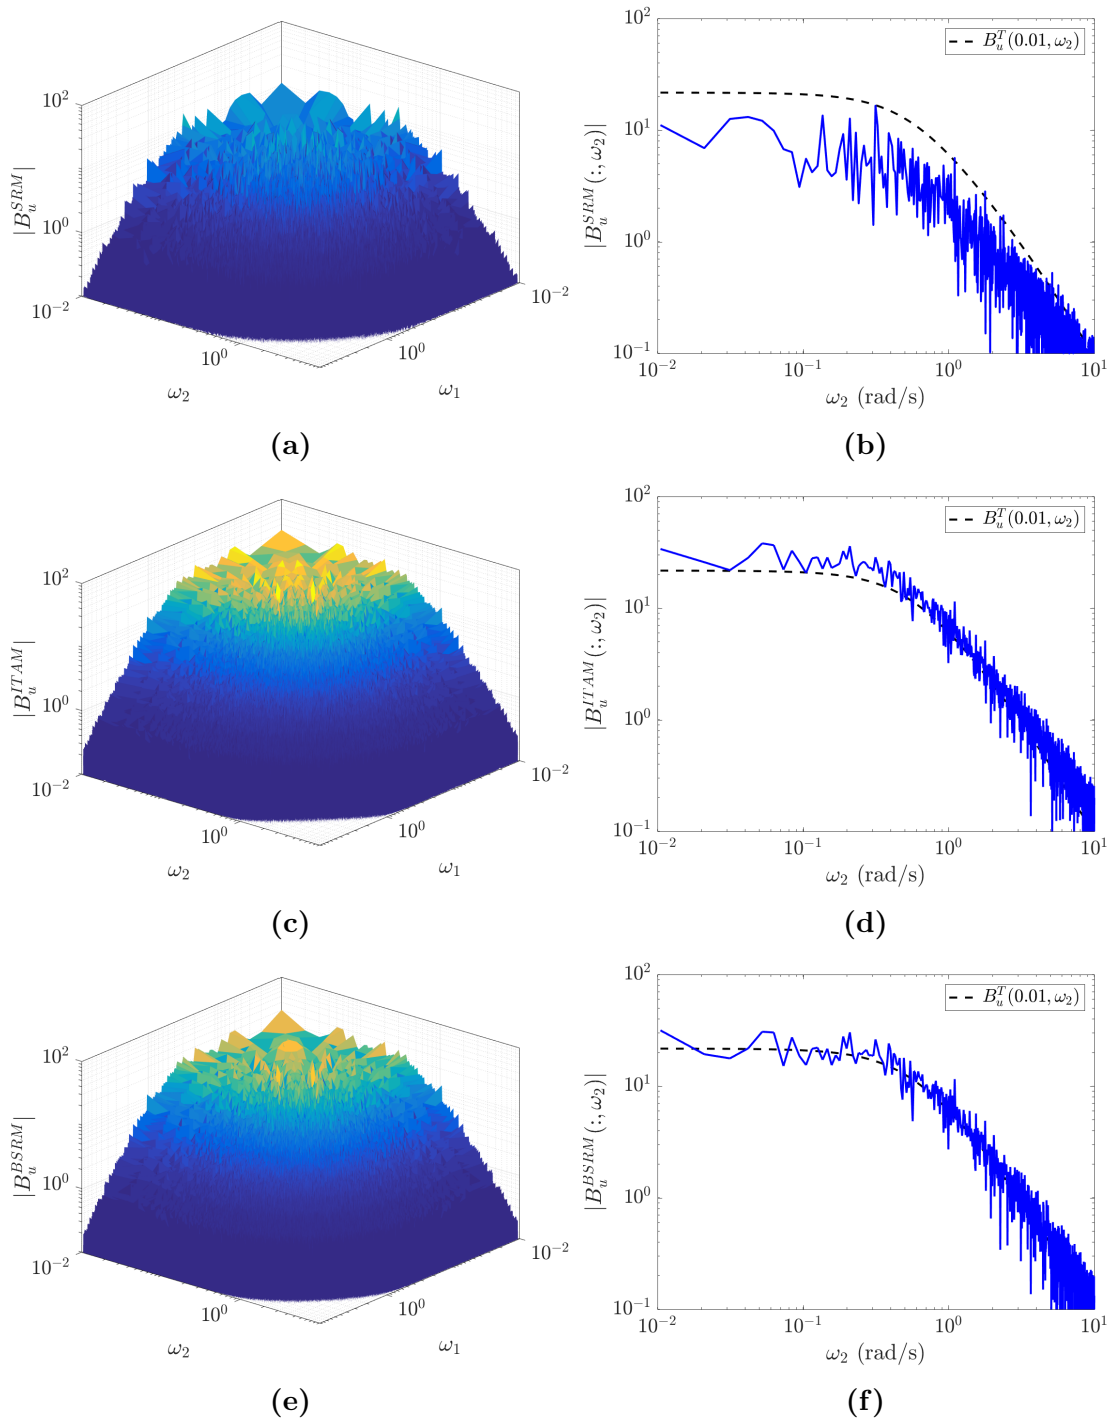 10^2
10^0
10^{-2}
|B_u^{SRM}|
10^0
ω_2
10^0
10^{-2}
ω_1
(a)
10^2
10^1
10^0
10^{-1}
|B_u^{SRM}(:, ω_2)|
B_u^T(0.01, ω_2)
10^{-2} 10^{-1} 10^0 10^1
ω_2 (rad/s)
(b)
10^2
10^0
10^{-2}
|B_u^{ITAM}|
10^0
ω_2
10^0
10^{-2}
ω_1
(c)
10^2
10^1
10^0
10^{-1}
|B_u^{ITAM}(:, ω_2)|
B_u^T(0.01, ω_2)
10^{-2} 10^{-1} 10^0 10^1
ω_2 (rad/s)
(d)
10^2
10^0
10^{-2}
|B_u^{BSRM}|
10^0
ω_2
10^0
10^{-2}
ω_1
(e)
10^2
10^1
10^0
10^{-1}
|B_u^{BSRM}(:, ω_2)|
B_u^T(0.01, ω_2)
10^{-2} 10^{-1} 10^0 10^1
ω_2 (rad/s)
(f)